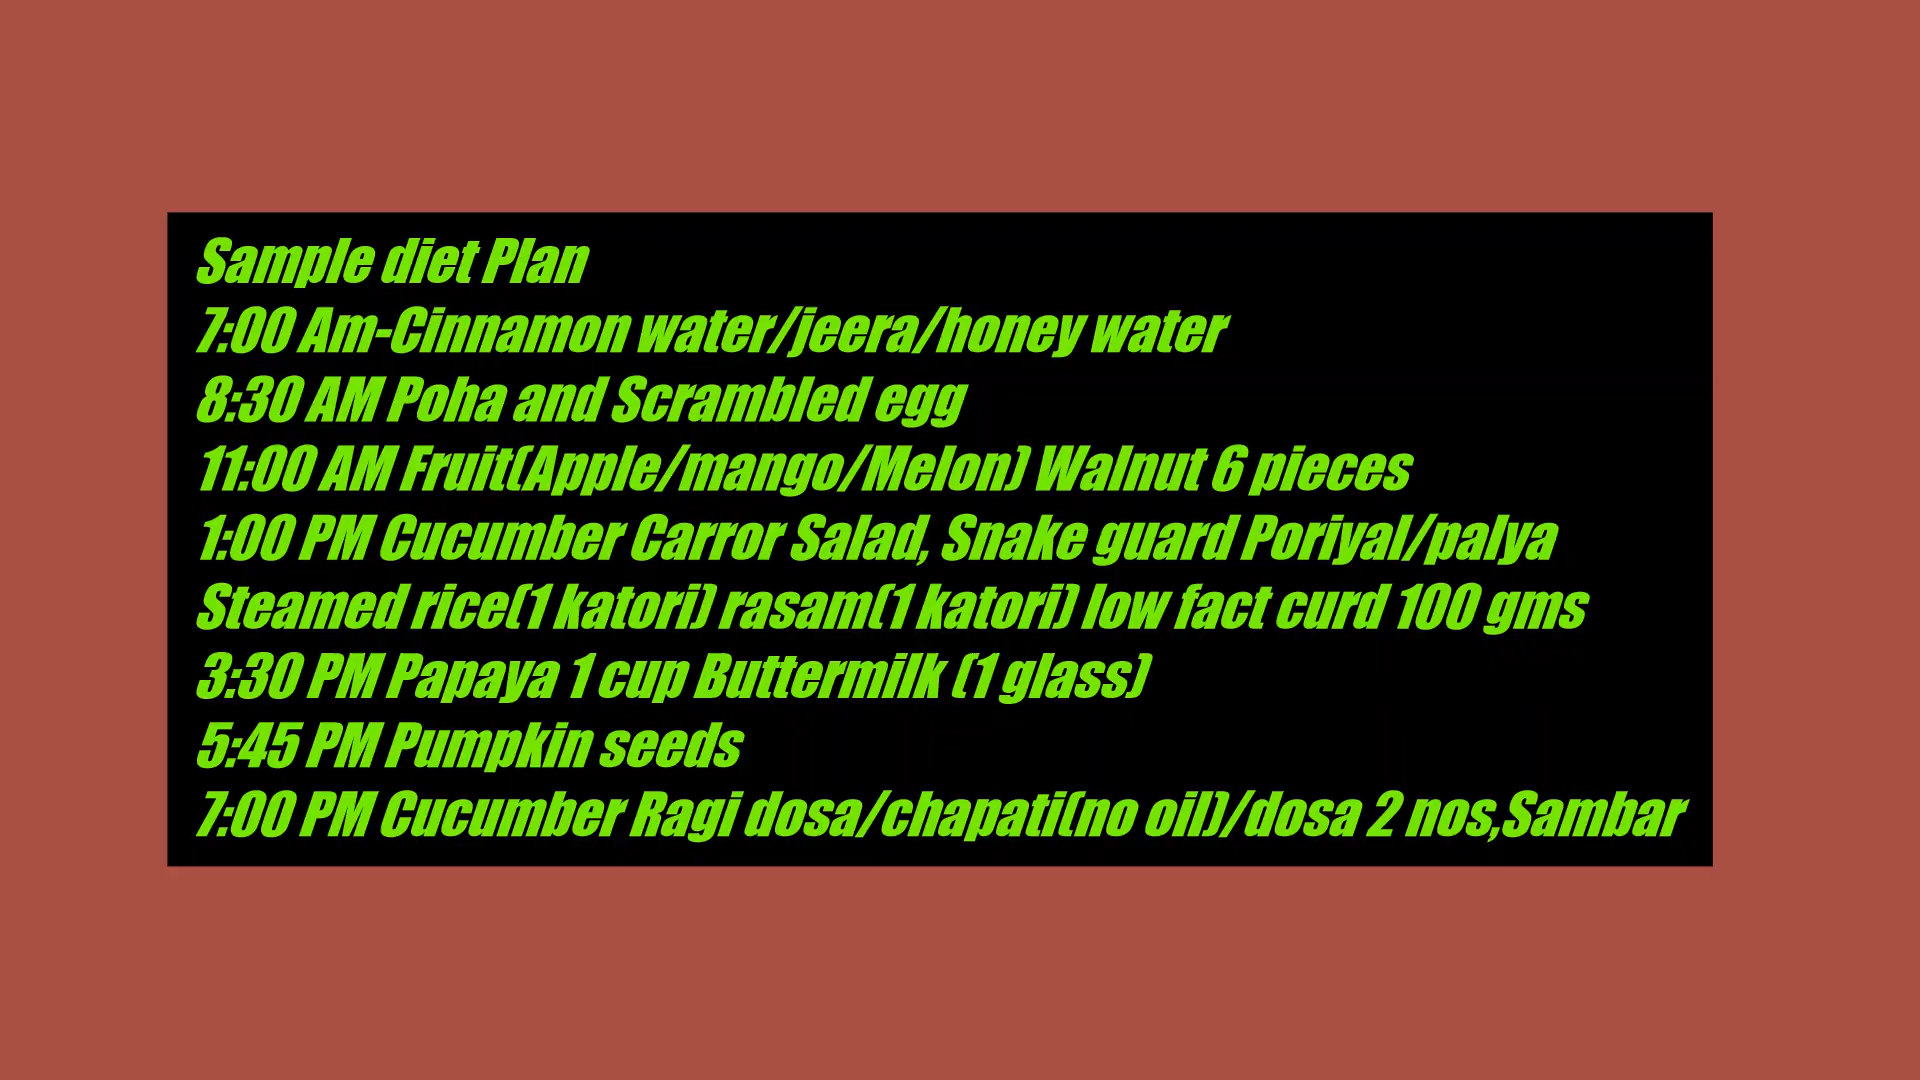 Sample diet Plan
7:00 Am-Cinnamon water/jeera/honey water
8:30 AM Poha and Scrambled egg
11:00 AM Fruit(Apple/mango/Melon) Walnut 6 pieces
1:00 PM Cucumber Carror Salad, Snake guard Poriyal/palya
Steamed rice(1 katori) rasam(1 katori) low fact curd 100 gms
3:30 PM Papaya 1 cup Buttermilk (1 glass)
5:45 PM Pumpkin seeds
7:00 PM Cucumber Ragi dosa/chapati(no oil)/dosa 2 nos,Sambar